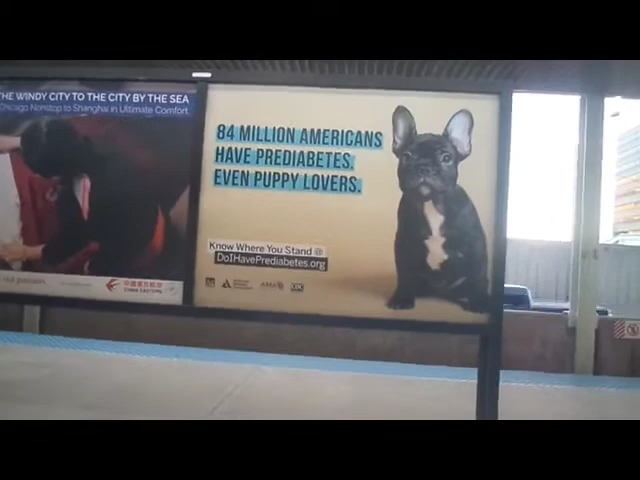 THE WINDY CITY TO THE CITY BY THE SEA
Chicago Nonstop to Shanghai in Ultimate Comfort.
84 MILLION AMERICANS
HAVE PREDIABETES.
EVEN PUPPY LOVERS.
Know Where You Stand @
DoIHavePrediabetes.org
AMA
CDC
CHINA EASTERN